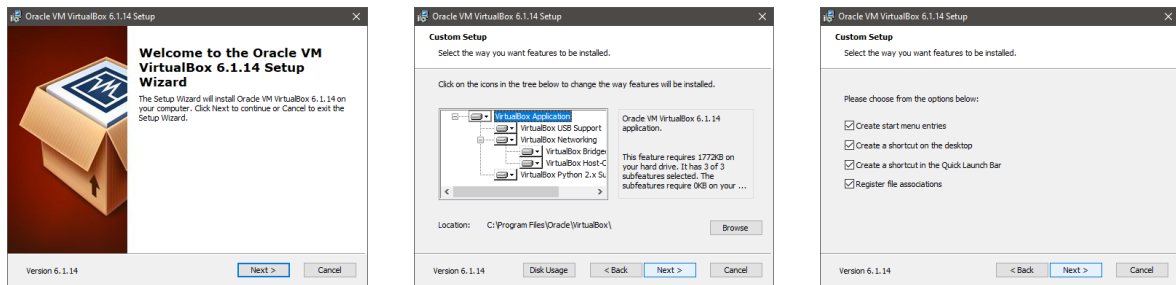 Oracle VM VirtualBox 6.1.14 Setup
Welcome to the Oracle VM
VirtualBox 6.1.14 Setup
Wizard
The Setup Wizard will install Oracle VM VirtualBox 6.1.14 on
your computer. Click Next to continue or Cancel to exit the
Setup Wizard.
Version 6.1.14
Next >
Cancel
Oracle VM VirtualBox 6.1.14 Setup
Custom Setup
Select the way you want features to be installed.
Click on the icons in the tree below to change the way features will be installed.
VirtualBox Application
VirtualBox USB Support
VirtualBox Networking
VirtualBox Bridge
VirtualBox Host-C
VirtualBox Python 2.x Su
Oracle VM VirtualBox 6.1.14
application.
This feature requires 1772KB on
your hard drive. It has 3 of 3
subfeatures selected. The
subfeatures require 0KB on your ...
Location: C:\Program Files\Oracle\VirtualBox\
Browse
Version 6.1.14
Disk Usage
< Back
Next >
Cancel
Oracle VM VirtualBox 6.1.14 Setup
Custom Setup
Select the way you want features to be installed.
Please choose from the options below:
Create start menu entries
Create a shortcut on the desktop
Create a shortcut in the Quick Launch Bar
Register file associations
Version 6.1.14
< Back
Next >
Cancel